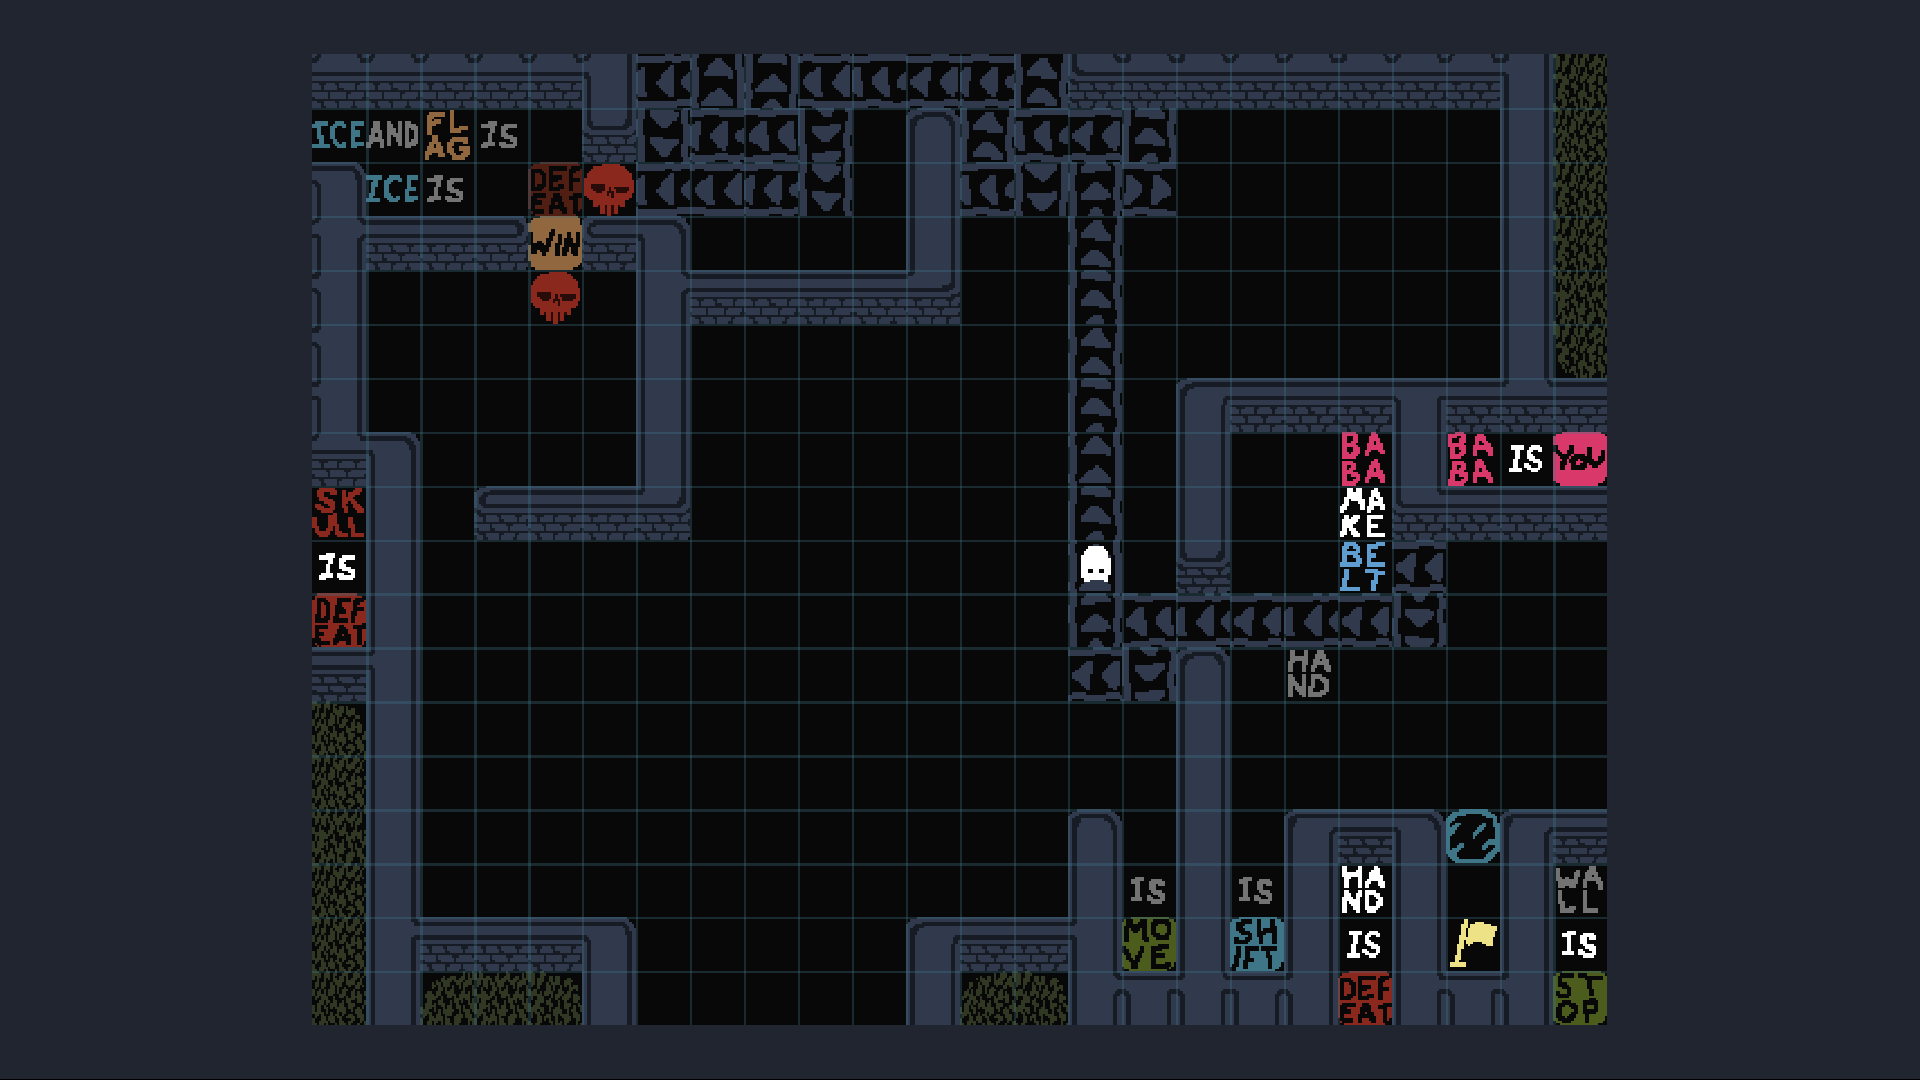 ICE AND FLAG IS
ICE IS DEFEAT
WIN
BABA BABA IS YOU
SKULL MAKE
IS BELT
DEFEAT
HAND
IS IS HAND WALL
MOVE SHIFT IS IS
DEFEAT STOP